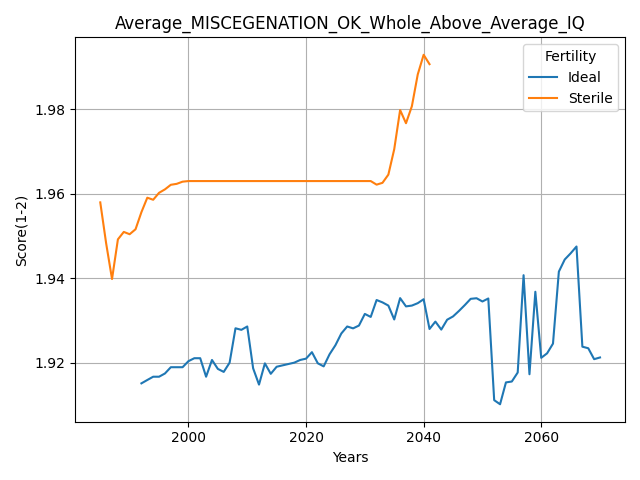 Average_MISCEGENATION_OK_Whole_Above_Average_IQ
Fertility
Ideal
Sterile
1.98
1.96
1.94
1.92
Score(1-2)
2000
2020
2040
2060
Years